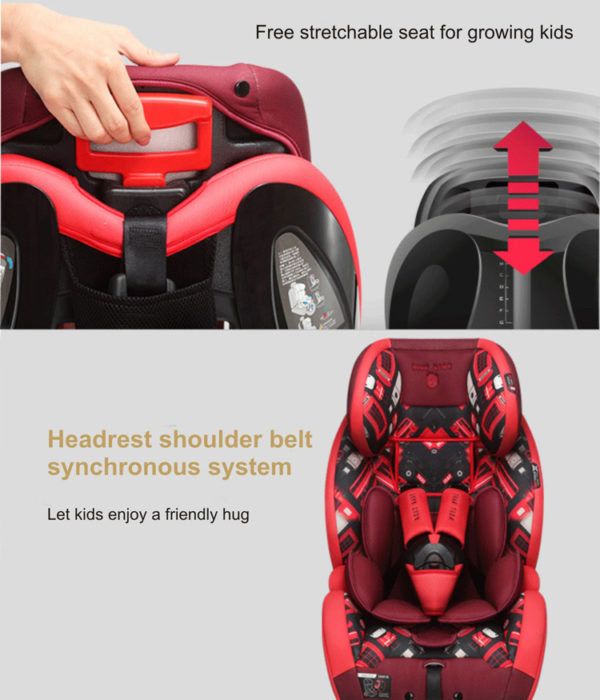 Free stretchable seat for growing kids
Headrest shoulder belt
synchronous system
Let kids enjoy a friendly hug